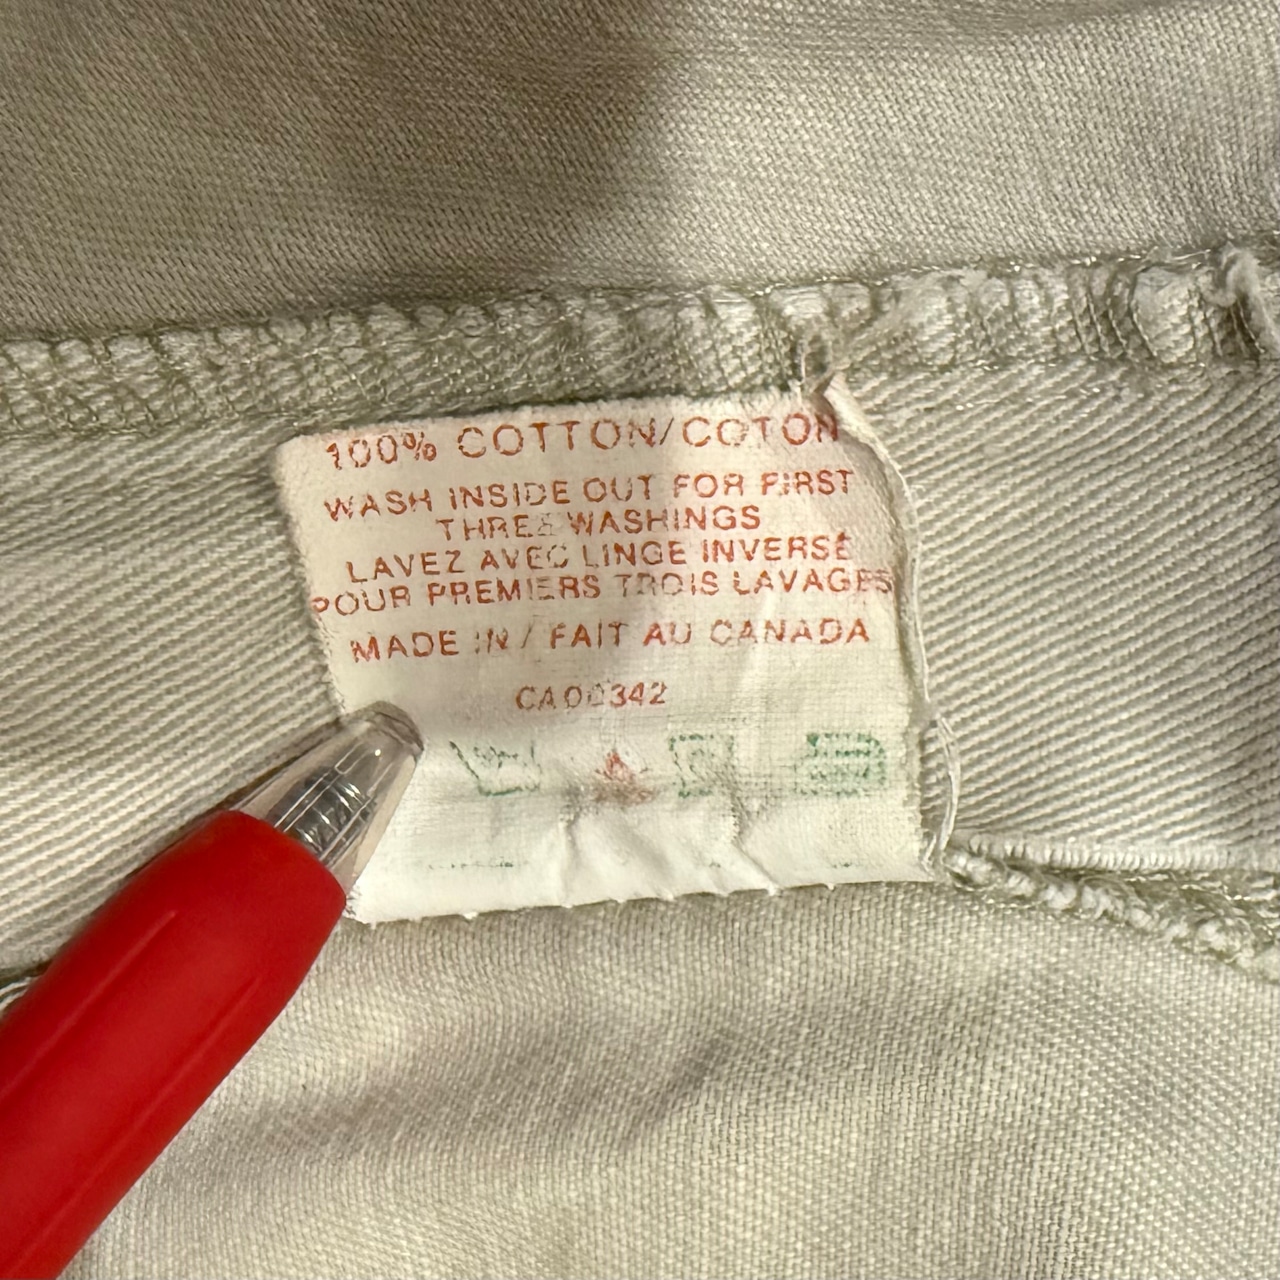 100% COTTON/COTON
WASH INSIDE OUT FOR FIRST
THREE WASHINGS
LAVEZ AVEC LINGE INVERSÉ
POUR PREMIERS TROIS LAVAGES
MADE IN / FAIT AU CANADA
CA00342